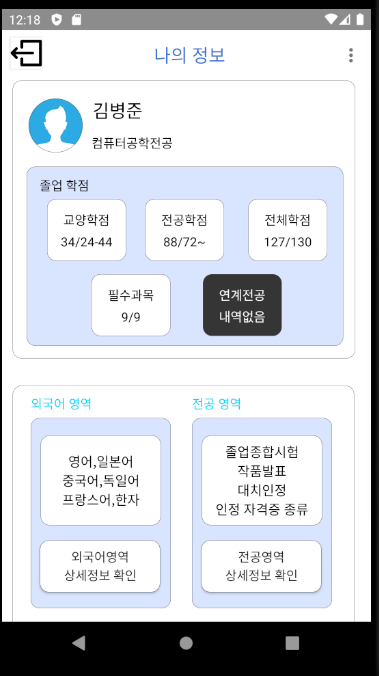 12:18
나의 정보
김병준
컴퓨터공학전공
졸업 학점
교양학점
34/24-44
전공학점
88/72~
전체학점
127/130
필수과목
9/9
연계전공
내역없음
외국어 영역
영어,일본어
중국어,독일어
프랑스어,한자
외국어영역
상세정보 확인
전공 영역
졸업종합시험
작품발표
대치인정
인정 자격증 종류
전공영역
상세정보 확인